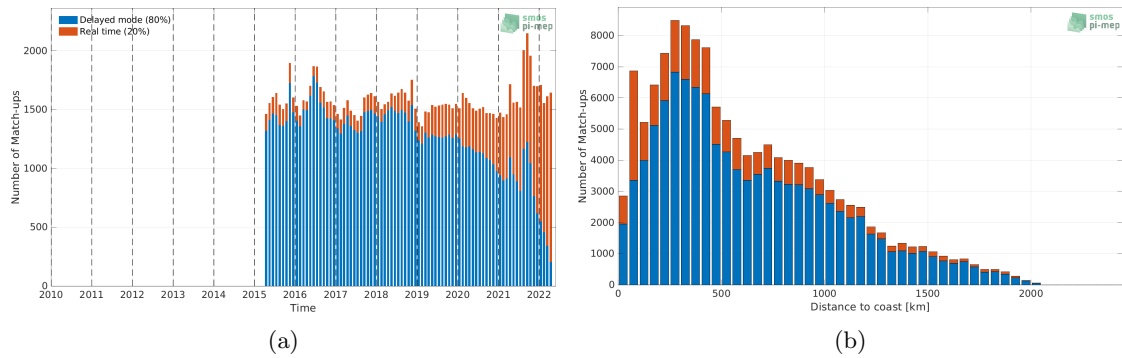 Delayed mode (80%)
Real time (20%)
smos
pi-mep
Number of Match-ups
2000
1500
1000
500
0
2010 2011 2012 2013 2014 2015 2016 2017 2018 2019 2020 2021 2022
Time
(a)
smos
pi-mep
Number of Match-ups
8000
7000
6000
5000
4000
3000
2000
1000
0
0 500 1000 1500 2000
Distance to coast [km]
(b)